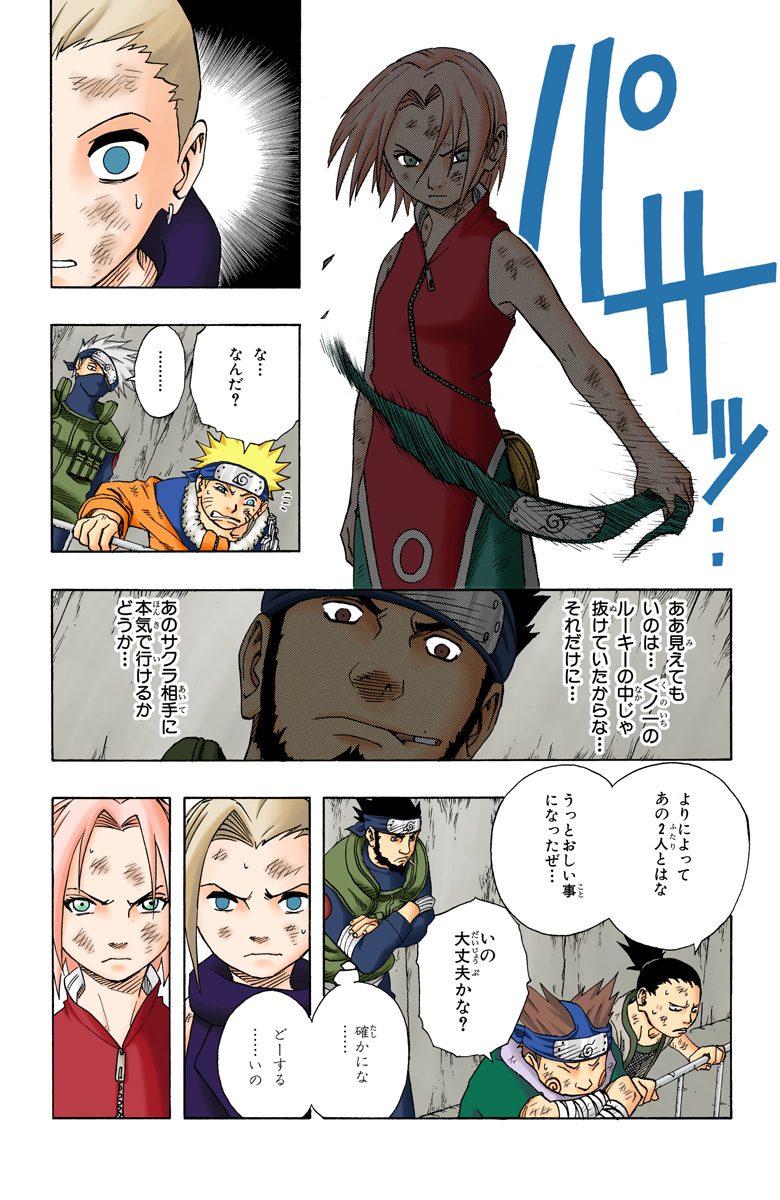 パサッ…
な…
なんだ？
………
ああ見えても
いのは…くノ一の
ルーキーの中じゃ
抜けていたからな…
それだけに…
あのサクラ相手に
本気で行けるか
どうか…
よりによって
あの2人とはな
うっとおしい事
になったぜ…
いの
大丈夫かな？
確かにな
……
どーする
……いの